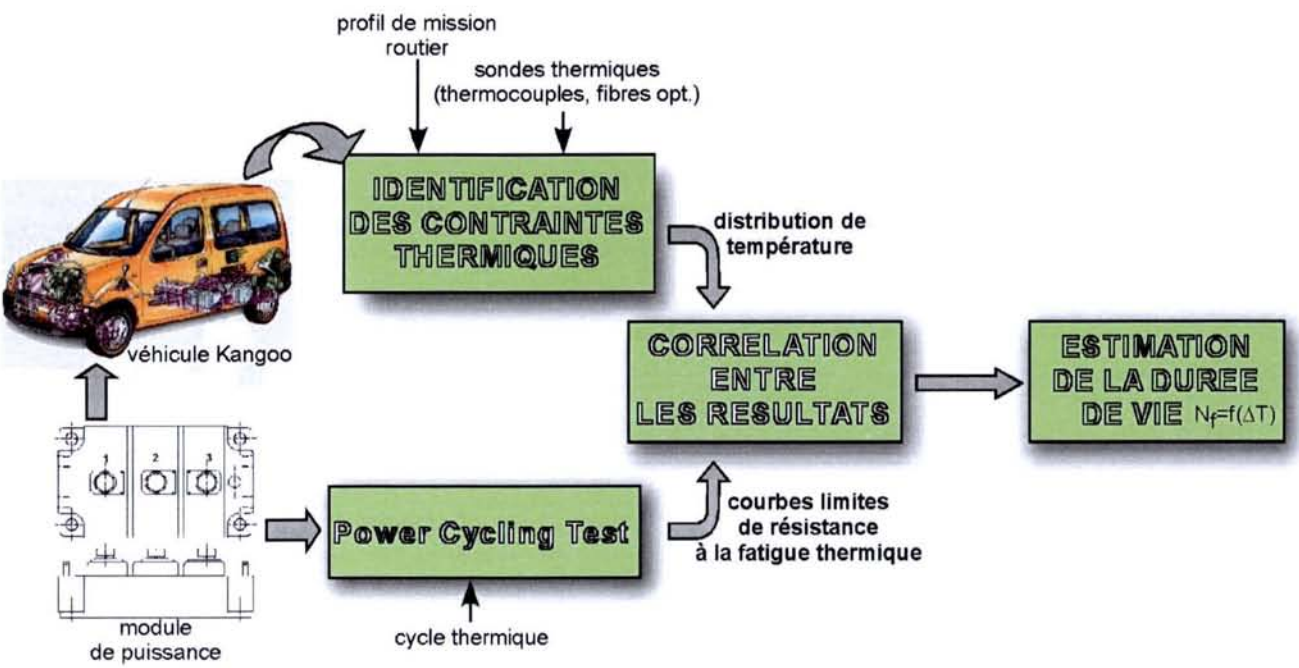 profil de mission
routier
sondes thermiques
(thermocouples, fibres opt.)
IDENTIFICATION
DES CONTRAINTES
THERMIQUES
distribution de
température
véhicule Kangoo
CORRELATION
ENTRE
LES RESULTATS
ESTIMATION
DE LA DUREE
DE VIE Nf=f(ΔT)
1 2 3
Power Cycling Test
courbes limites
de résistance
à la fatigue thermique
cycle thermique
module
de puissance